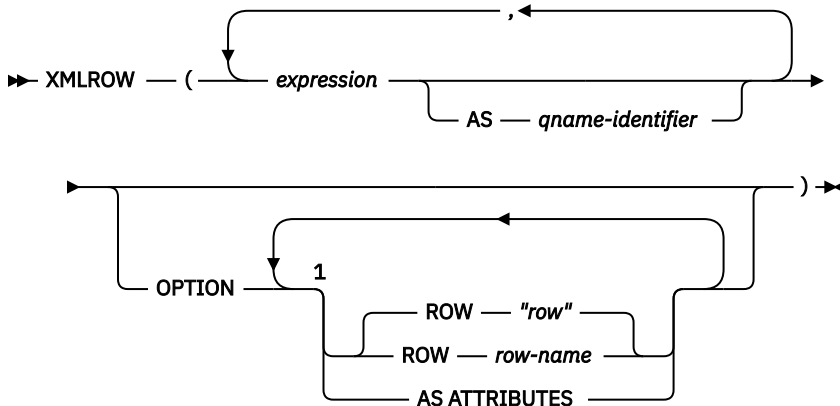 ,
XMLROW ( expression
AS qname-identifier
)
OPTION
1
ROW "row"
ROW row-name
AS ATTRIBUTES